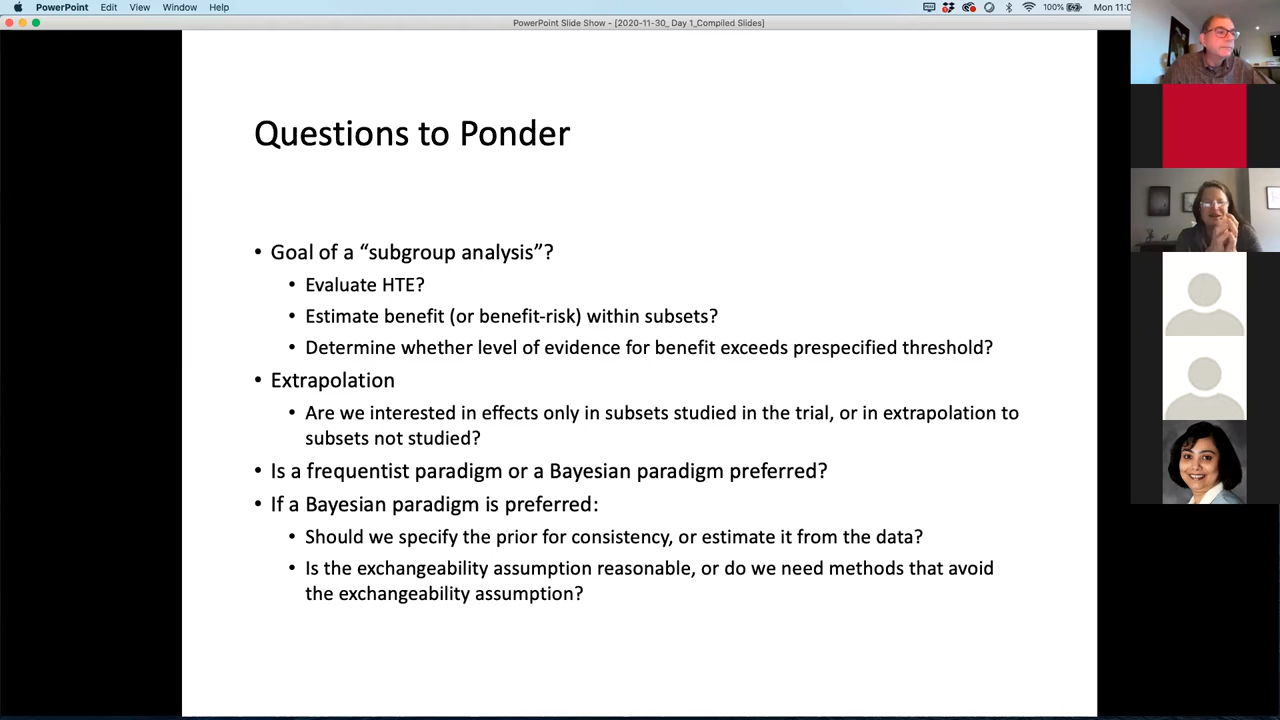 PowerPoint Edit View Window Help 100% Mon 11:0
PowerPoint Slide Show - [2020-11-30_ Day 1_Compiled Slides]
Questions to Ponder
• Goal of a “subgroup analysis”?
• Evaluate HTE?
• Estimate benefit (or benefit-risk) within subsets?
• Determine whether level of evidence for benefit exceeds prespecified threshold?
• Extrapolation
• Are we interested in effects only in subsets studied in the trial, or in extrapolation to
subsets not studied?
• Is a frequentist paradigm or a Bayesian paradigm preferred?
• If a Bayesian paradigm is preferred:
• Should we specify the prior for consistency, or estimate it from the data?
• Is the exchangeability assumption reasonable, or do we need methods that avoid
the exchangeability assumption?